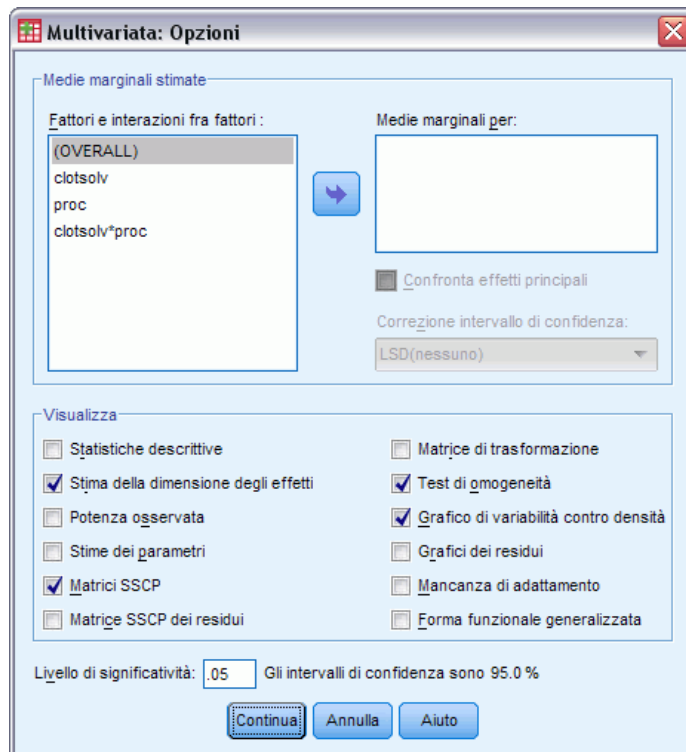 Multivariata: Opzioni
Medie marginali stimate
Fattori e interazioni fra fattori :
(OVERALL)
clotsolv
proc
clotsolv*proc
Medie marginali per:
Confronta effetti principali
Correzione intervallo di confidenza:
LSD(nessuno)
Visualizza
Statistiche descrittive
Stima della dimensione degli effetti
Potenza osservata
Stime dei parametri
Matrici SSCP
Matrice SSCP dei residui
Matrice di trasformazione
Test di omogeneità
Grafico di variabilità contro densità
Grafici dei residui
Mancanza di adattamento
Forma funzionale generalizzata
Livello di significatività: .05 Gli intervalli di confidenza sono 95.0 %
Continua Annulla Aiuto